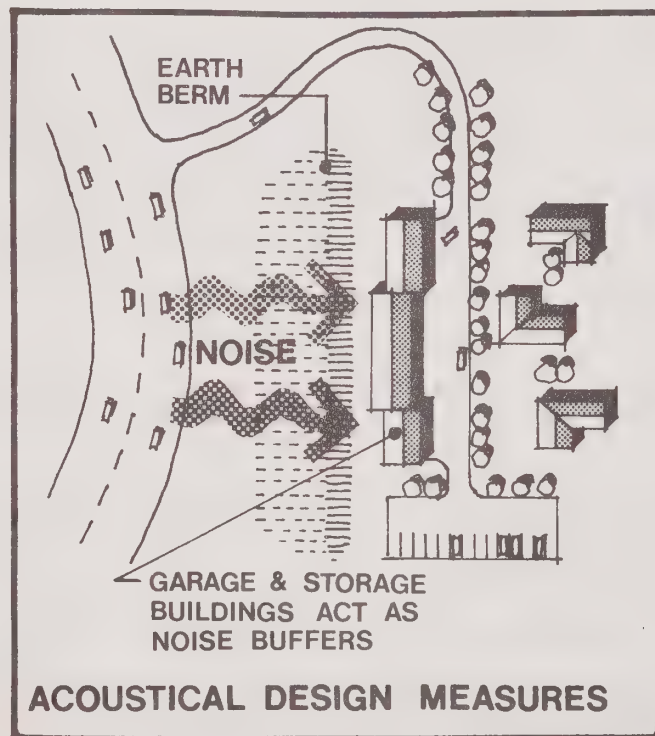 EARTH
BERM
NOISE
GARAGE & STORAGE
BUILDINGS ACT AS
NOISE BUFFERS
ACOUSTICAL DESIGN MEASURES